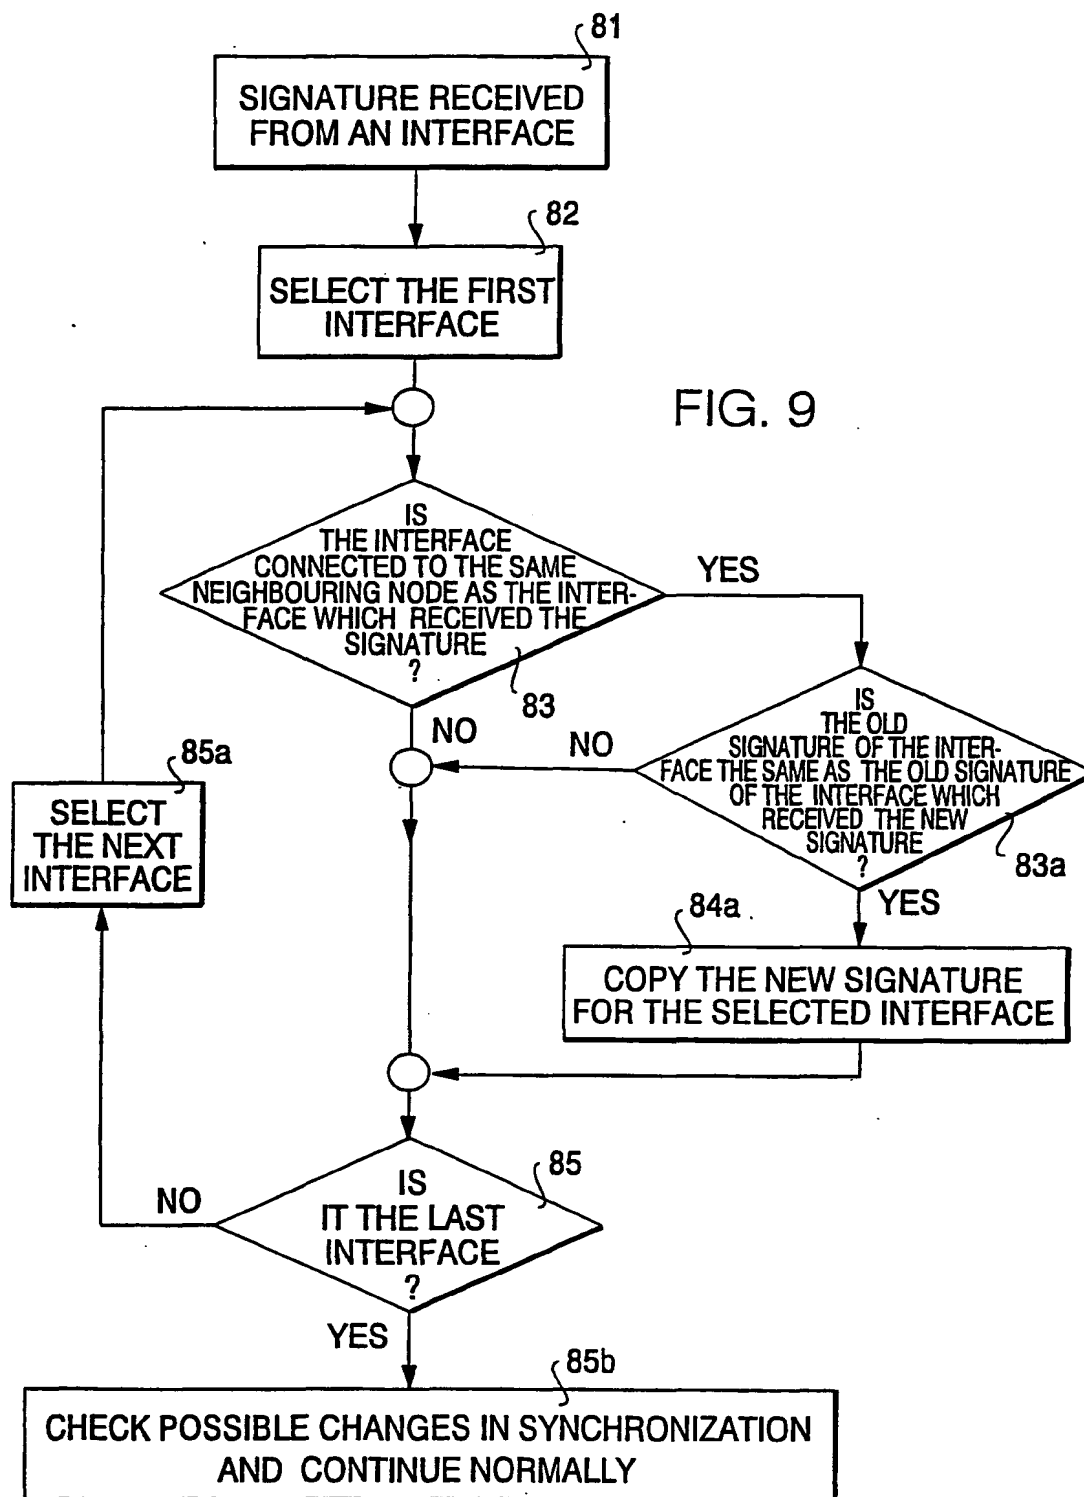 81
SIGNATURE RECEIVED
FROM AN INTERFACE
82
SELECT THE FIRST
INTERFACE
FIG. 9
IS
THE INTERFACE
CONNECTED TO THE SAME
NEIGHBOURING NODE AS THE INTER-
FACE WHICH RECEIVED THE
SIGNATURE
?
83
YES
NO
IS
THE OLD
SIGNATURE OF THE INTER-
FACE THE SAME AS THE OLD SIGNATURE
OF THE INTERFACE WHICH
RECEIVED THE NEW
SIGNATURE
?
83a
NO
YES
84a
COPY THE NEW SIGNATURE
FOR THE SELECTED INTERFACE
85a
SELECT
THE NEXT
INTERFACE
85
IS
IT THE LAST
INTERFACE
?
NO
YES
85b
CHECK POSSIBLE CHANGES IN SYNCHRONIZATION
AND CONTINUE NORMALLY